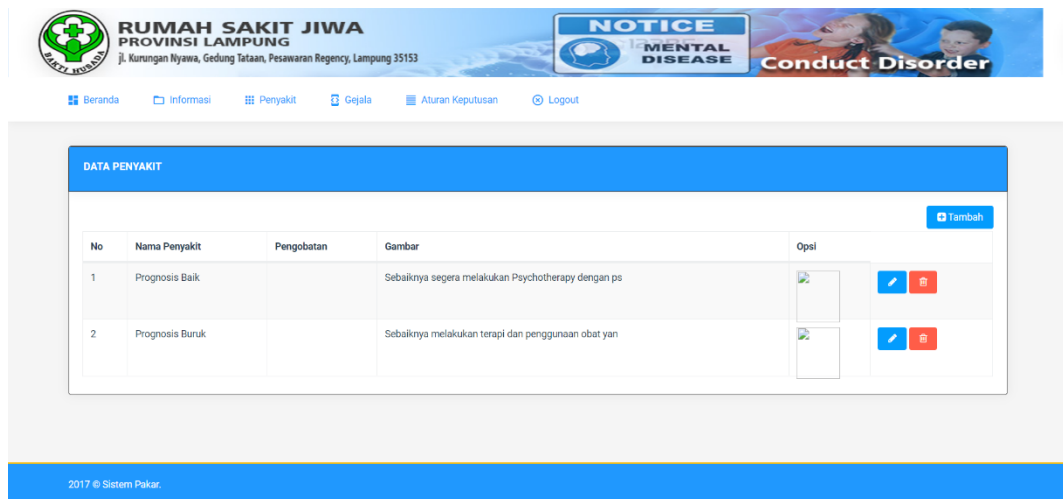 BAKTI HUSADA
RUMAH SAKIT JIWA
PROVINSI LAMPUNG
jl. Kurungan Nyawa, Gedung Tataan, Pesawaran Regency, Lampung 35153
NOTICE
MENTAL
DISEASE
Conduct Disorder
Beranda Informasi Penyakit Gejala Aturan Keputusan Logout
DATA PENYAKIT
Tambah
No Nama Penyakit Pengobatan Gambar Opsi
1 Prognosis Baik Sebaiknya segera melakukan Psychotherapy dengan ps
2 Prognosis Buruk Sebaiknya melakukan terapi dan penggunaan obat yan
2017 © Sistem Pakar.